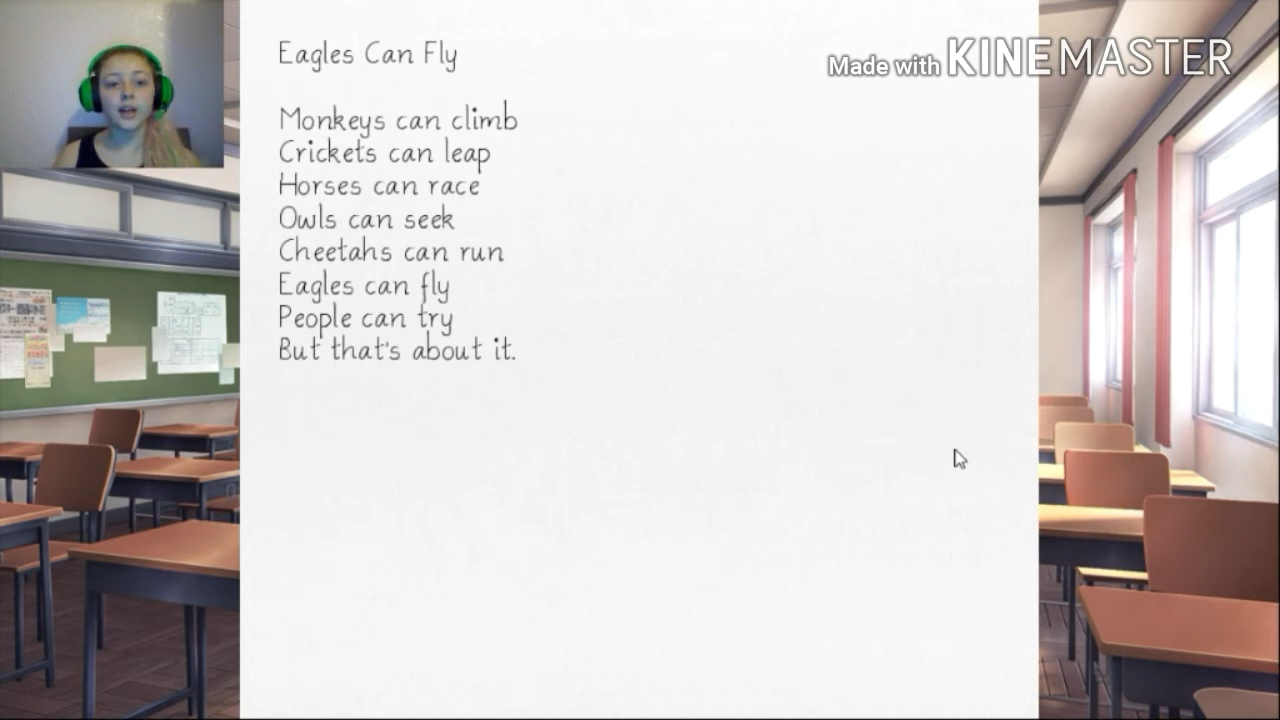 Eagles Can Fly
Made with KINEMASTER
Monkeys can climb
Crickets can leap
Horses can race
Owls can seek
Cheetahs can run
Eagles can fly
People can try
But that's about it.